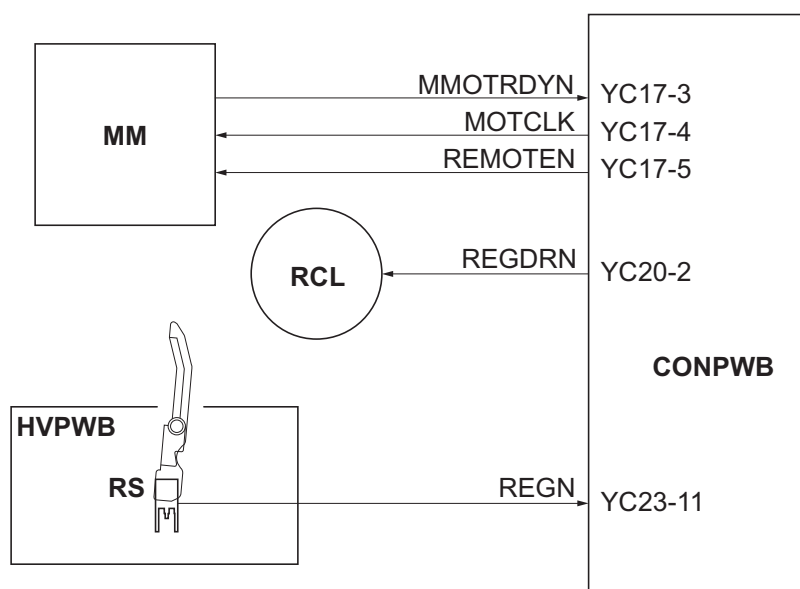 MMOTRDYN YC17-3
MM MOTCLK YC17-4
REMOTEN YC17-5
RCL REGDRN YC20-2
CONPWB
HVPWB
RS REGN YC23-11